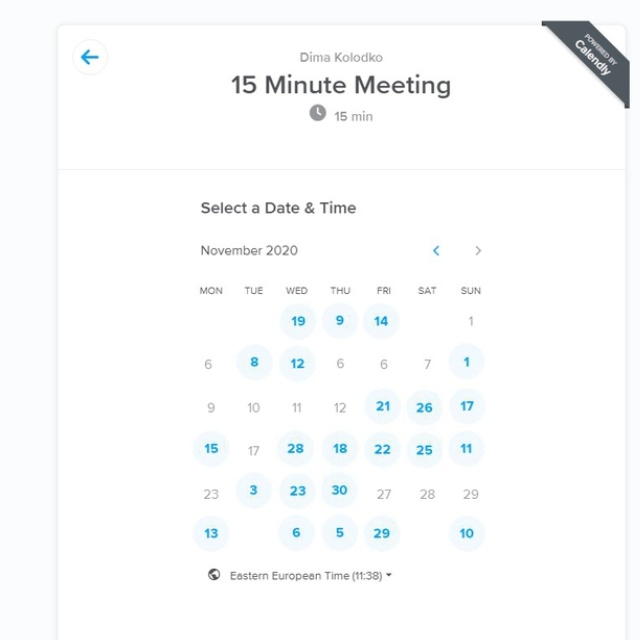 POWERED BY
Calendly
Dima Kolodko
15 Minute Meeting
15 min
Select a Date & Time
November 2020
MON TUE WED THU FRI SAT SUN
19 9 14 1
6 8 12 6 6 7 1
9 10 11 12 21 26 17
15 17 28 18 22 25 11
23 3 23 30 27 28 29
13 6 5 29 10
Eastern European Time (11:38)